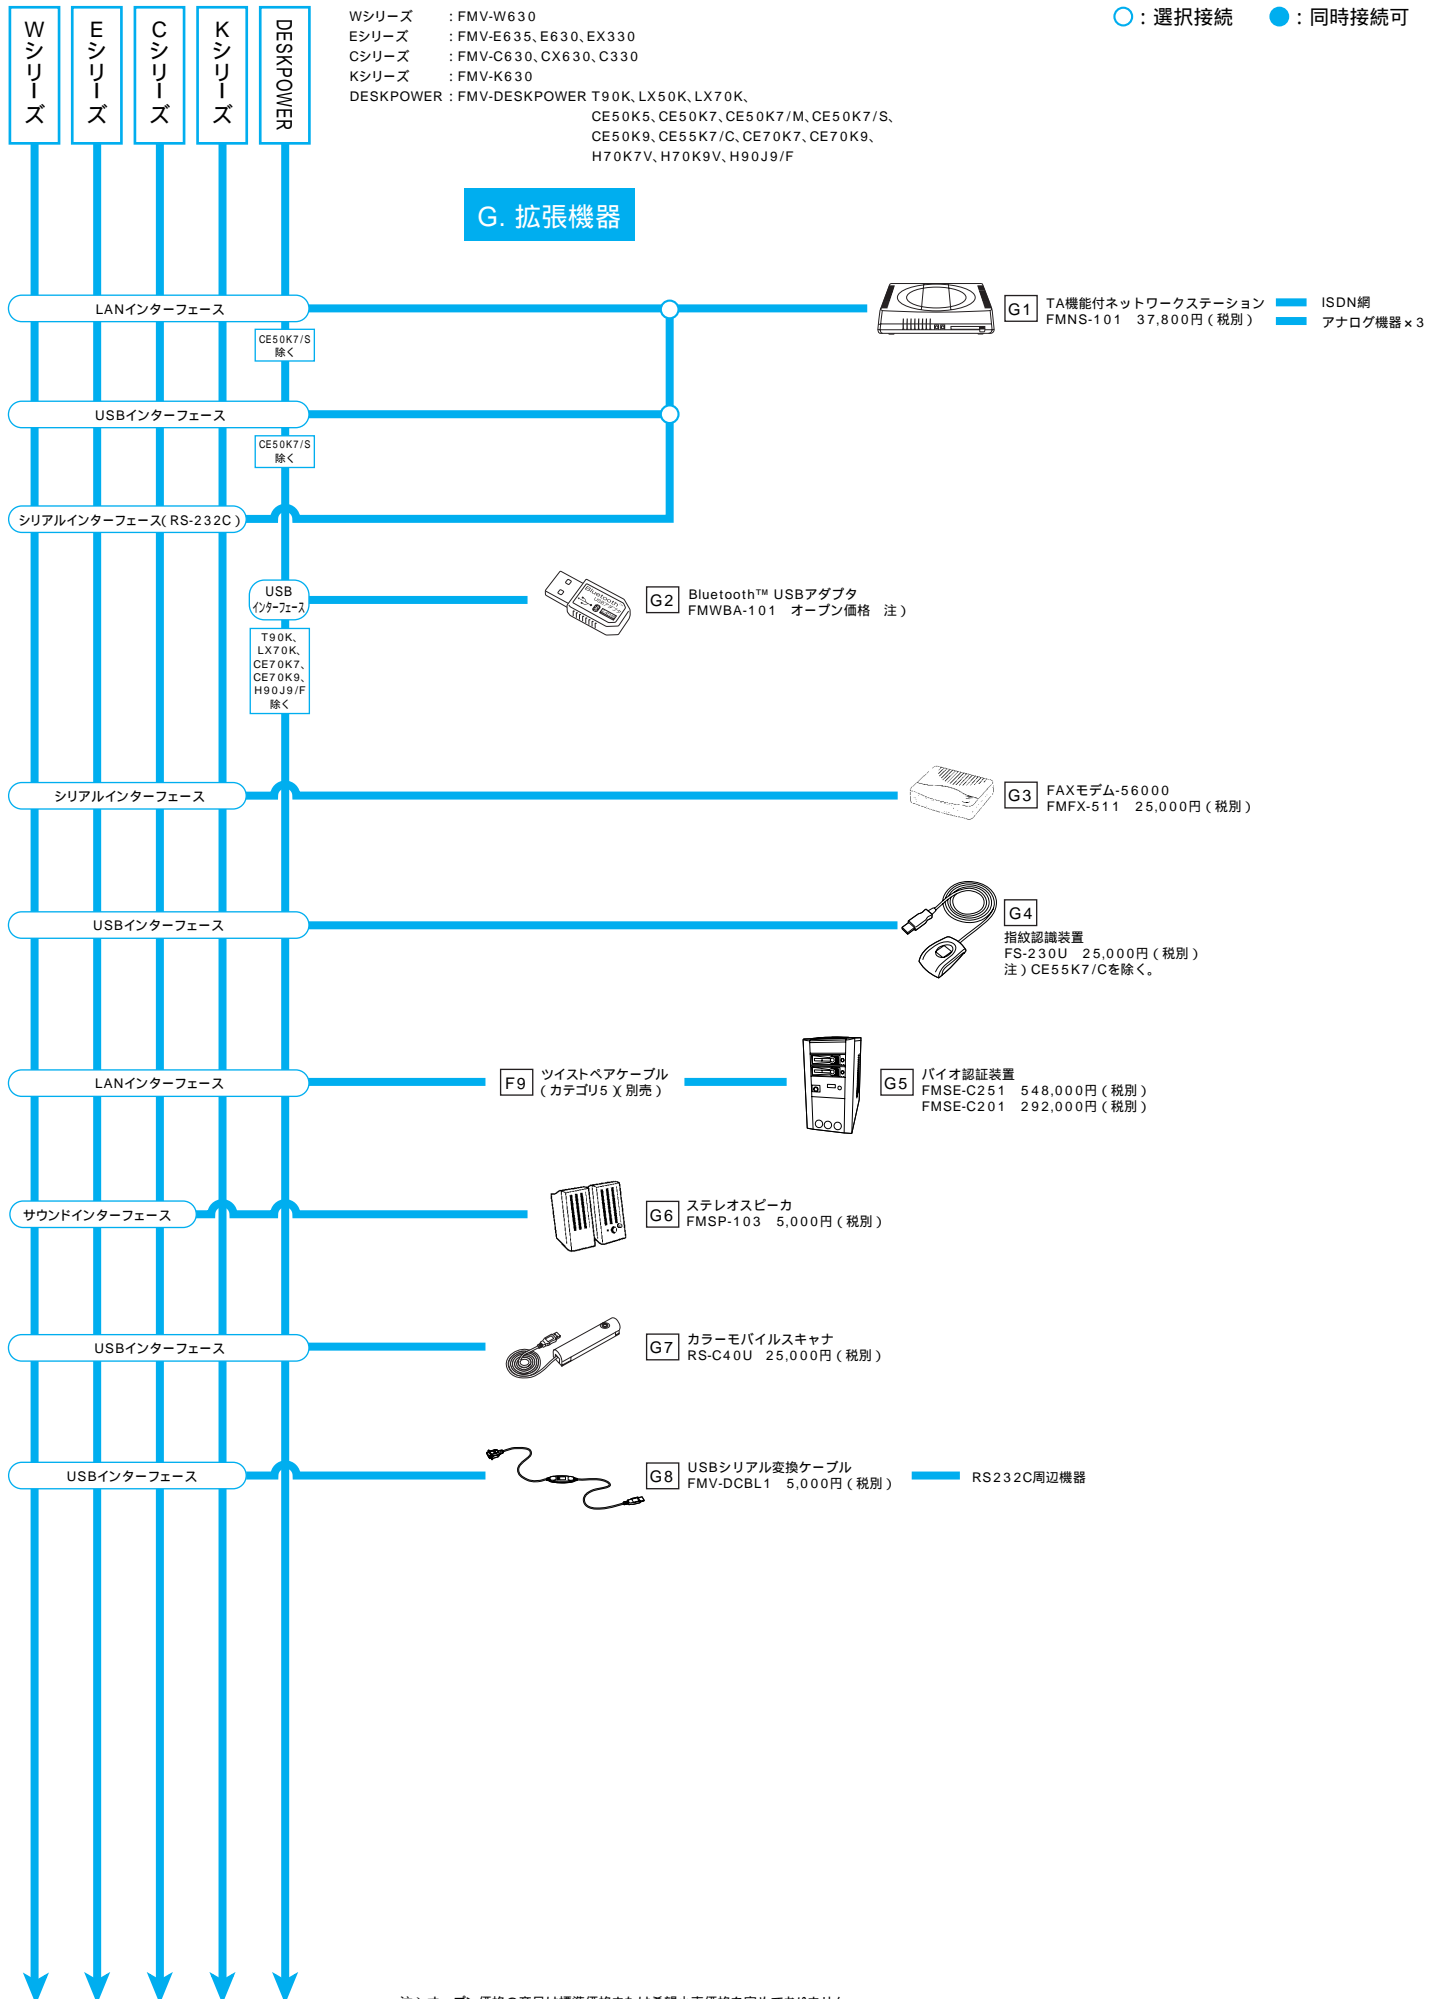 Wシリーズ
Eシリーズ
Cシリーズ
Kシリーズ
DESKPOWER
Wシリーズ : FMV-W630
Eシリーズ : FMV-E635、E630、EX330
Cシリーズ : FMV-C630、CX630、C330
Kシリーズ : FMV-K630
DESKPOWER : FMV-DESKPOWER T90K、LX50K、LX70K、
CE50K5、CE50K7、CE50K7/M、CE50K7/S、
CE50K9、CE55K7/C、CE70K7、CE70K9、
H70K7V、H70K9V、H90J9/F
：選択接続 ：同時接続可
G. 拡張機器
LANインターフェース
CE50K7/S
除く
G1 TA機能付ネットワークステーション
FMNS-101 37,800円（税別）
ISDN網
アナログ機器×3
USBインターフェース
CE50K7/S
除く
シリアルインターフェース（RS-232C）
USB
インターフェース
T90K、
LX70K、
CE70K7、
CE70K9、
H90J9/F
除く
Bluetooth
USBアダプタ
G2 Bluetooth™ USBアダプタ
FMWBA-101 オープン価格 注）
シリアルインターフェース
G3 FAXモデム-56000
FMFX-511 25,000円（税別）
USBインターフェース
G4
指紋認識装置
FS-230U 25,000円（税別）
注）CE55K7/Cを除く。
LANインターフェース
F9 ツイストペアケーブル
（カテゴリ5）（別売）
G5 バイオ認証装置
FMSE-C251 548,000円（税別）
FMSE-C201 292,000円（税別）
サウンドインターフェース
G6 ステレオスピーカ
FMSP-103 5,000円（税別）
USBインターフェース
G7 カラーモバイルスキャナ
RS-C40U 25,000円（税別）
USBインターフェース
G8 USBシリアル変換ケーブル
FMV-DCBL1 5,000円（税別）
RS232C周辺機器